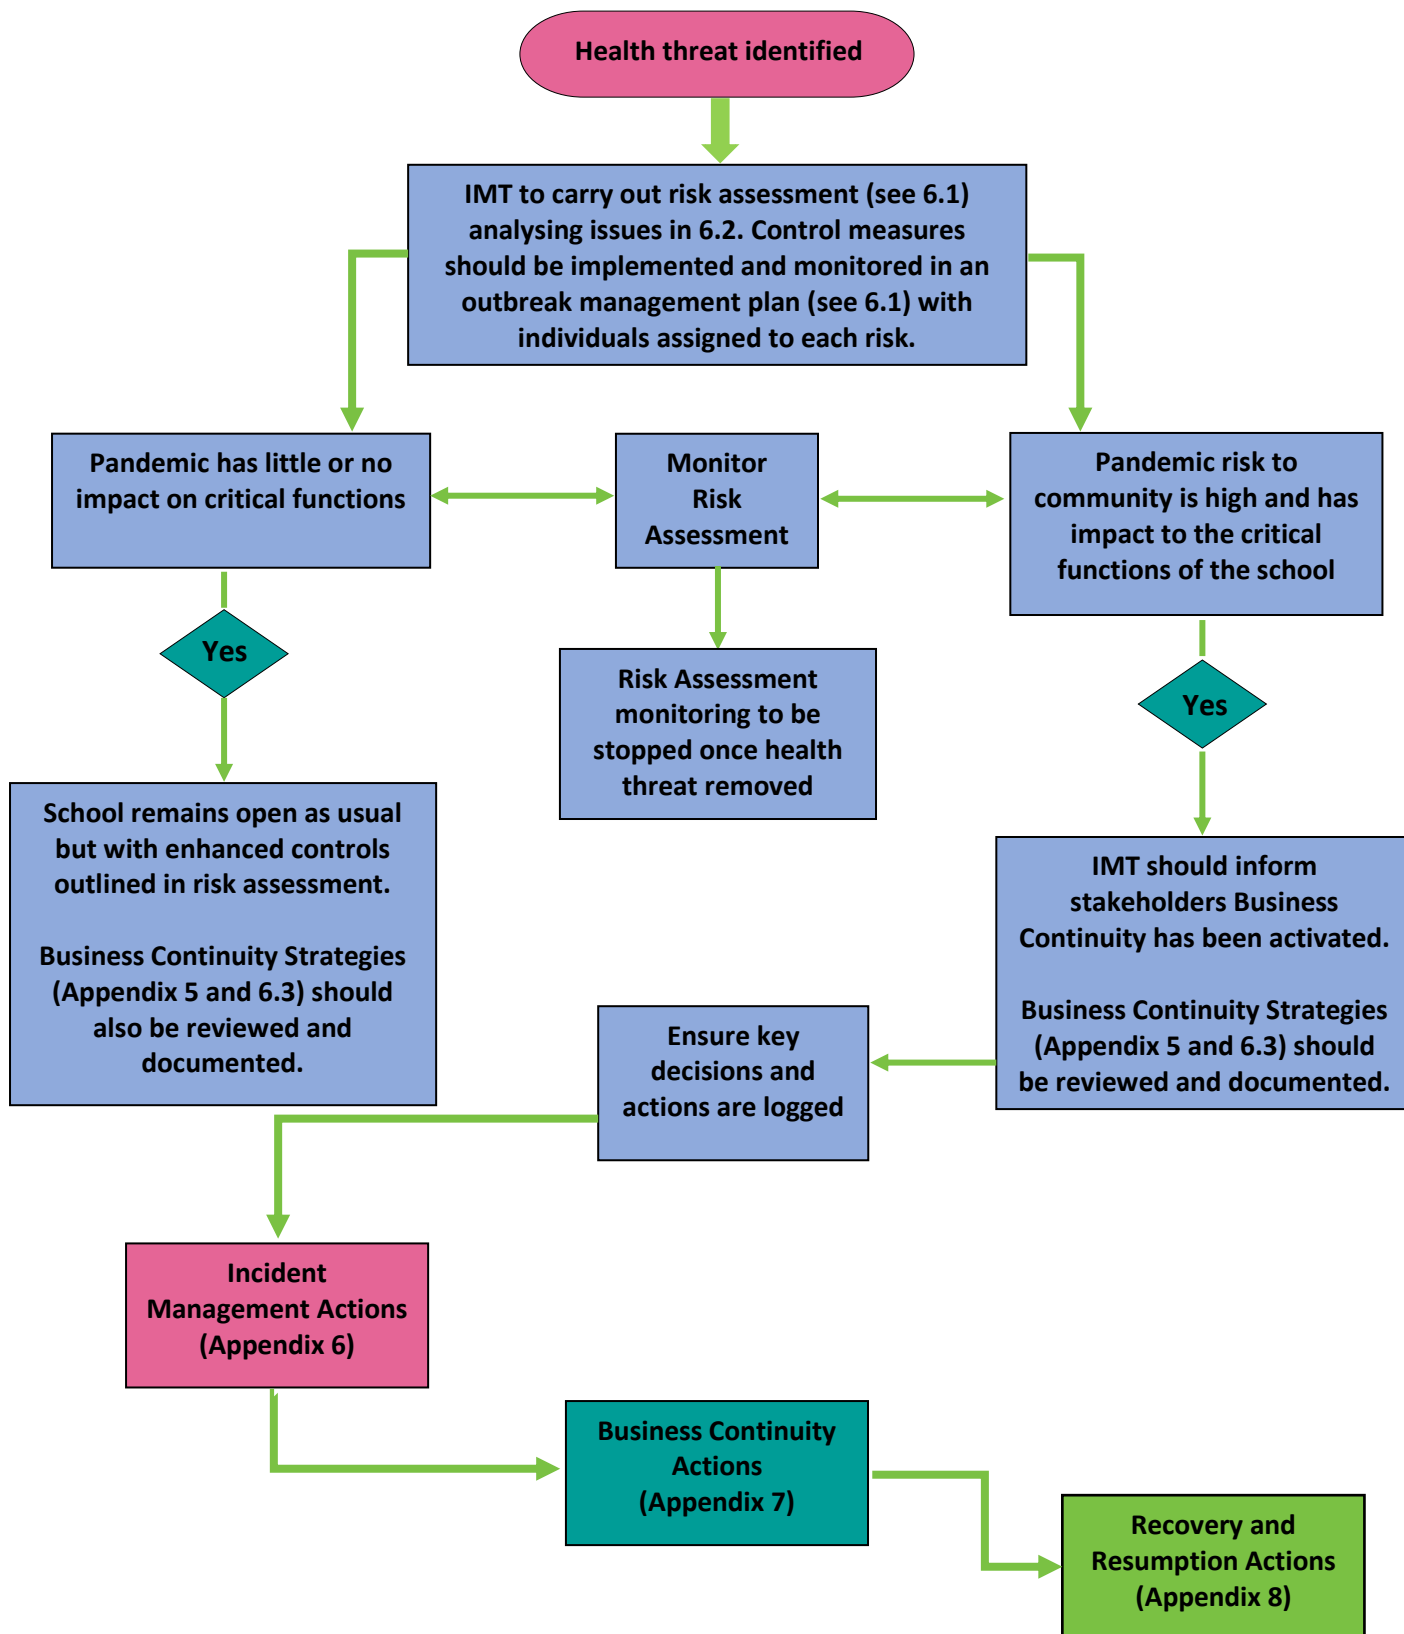 Health threat identified
IMT to carry out risk assessment (see 6.1)
analysing issues in 6.2. Control measures
should be implemented and monitored in an
outbreak management plan (see 6.1) with
individuals assigned to each risk.
Pandemic has little or no
impact on critical functions
Monitor
Risk
Assessment
Pandemic risk to
community is high and has
impact to the critical
functions of the school
Yes
Risk Assessment
monitoring to be
stopped once health
threat removed
Yes
School remains open as usual
but with enhanced controls
outlined in risk assessment.
Business Continuity Strategies
(Appendix 5 and 6.3) should
also be reviewed and
documented.
IMT should inform
stakeholders Business
Continuity has been activated.
Business Continuity Strategies
(Appendix 5 and 6.3) should
be reviewed and documented.
Ensure key
decisions and
actions are logged
Incident
Management Actions
(Appendix 6)
Business Continuity
Actions
(Appendix 7)
Recovery and
Resumption Actions
(Appendix 8)